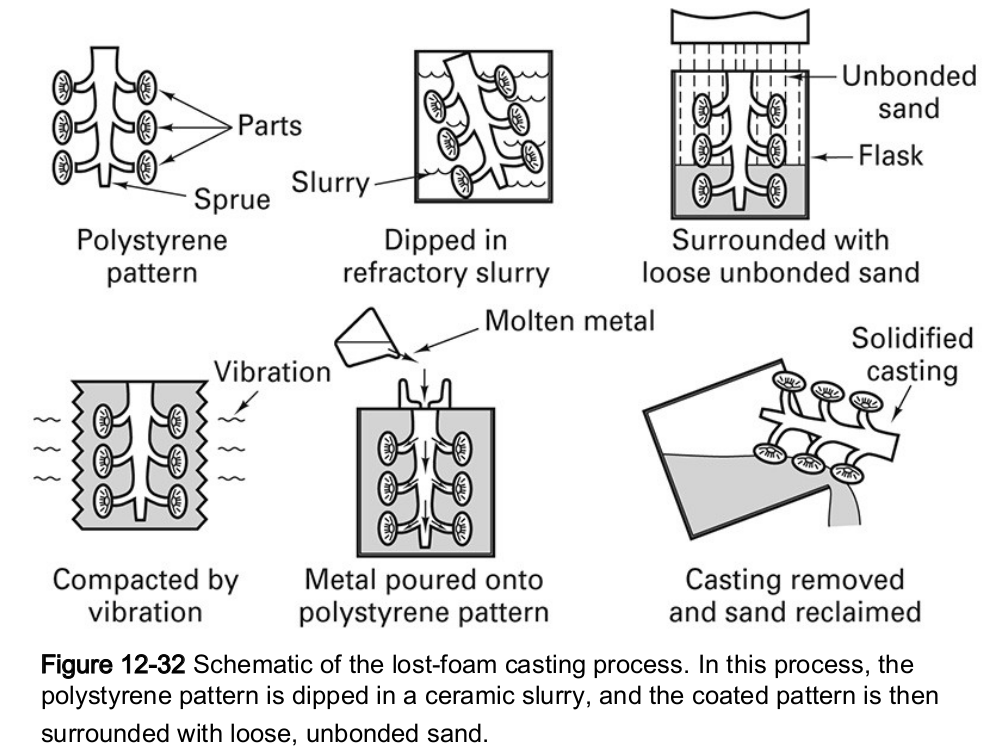 Parts
Sprue
Polystyrene
pattern
Slurry
Dipped in
refractory slurry
Unbonded
sand
Flask
Surrounded with
loose unbonded sand
Vibration
Compacted by
vibration
Molten metal
Metal poured onto
polystyrene pattern
Solidified
casting
Casting removed
and sand reclaimed
Figure 12-32 Schematic of the lost-foam casting process. In this process, the
polystyrene pattern is dipped in a ceramic slurry, and the coated pattern is then
surrounded with loose, unbonded sand.